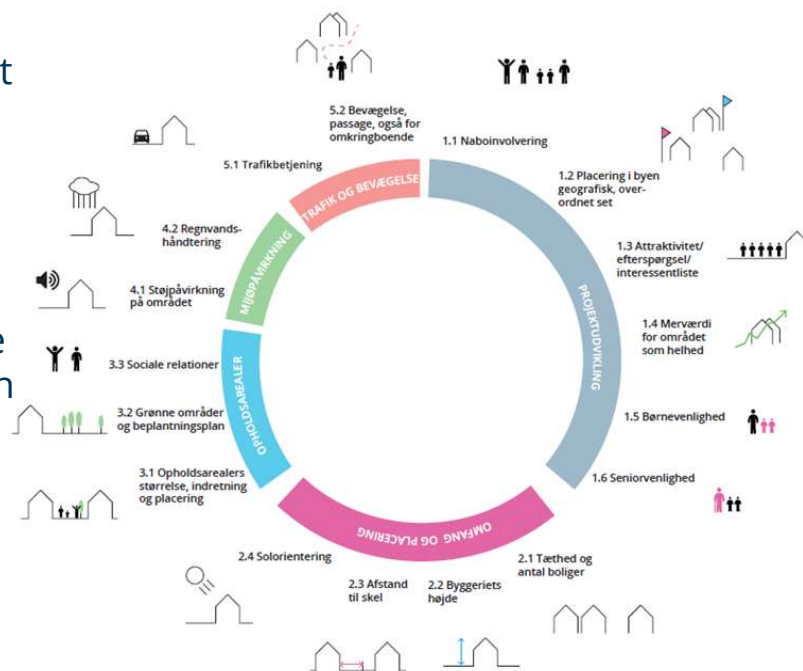 t
e
n
5.2 Bevægelse,
passage, også for
omkringboende
1.1 Naboinvolvering
1.2 Placering i byen
geografisk, over-
ordnet set
1.3 Attraktivitet/
efterspørgsel/
interessentliste
1.4 Merværdi
for området
som helhed
1.5 Børnevenlighed
1.6 Seniorvenlighed
2.1 Tæthed og
antal boliger
2.2 Byggeriets
højde
2.3 Afstand
til skel
2.4 Solorientering
3.1 Opholdsarealers
størrelse, indretning
og placering
3.2 Grønne områder
og beplantningsplan
3.3 Sociale relationer
4.1 Støjpåvirkning
på området
4.2 Regnvands-
håndtering
5.1 Trafikbetjening
PROJEKTUDVIKLING
OMFANG OG PLACERING
OPHOLDSAREALER
MIJØPÅVIRKNING
TRAFIK OG BEVÆGELSE